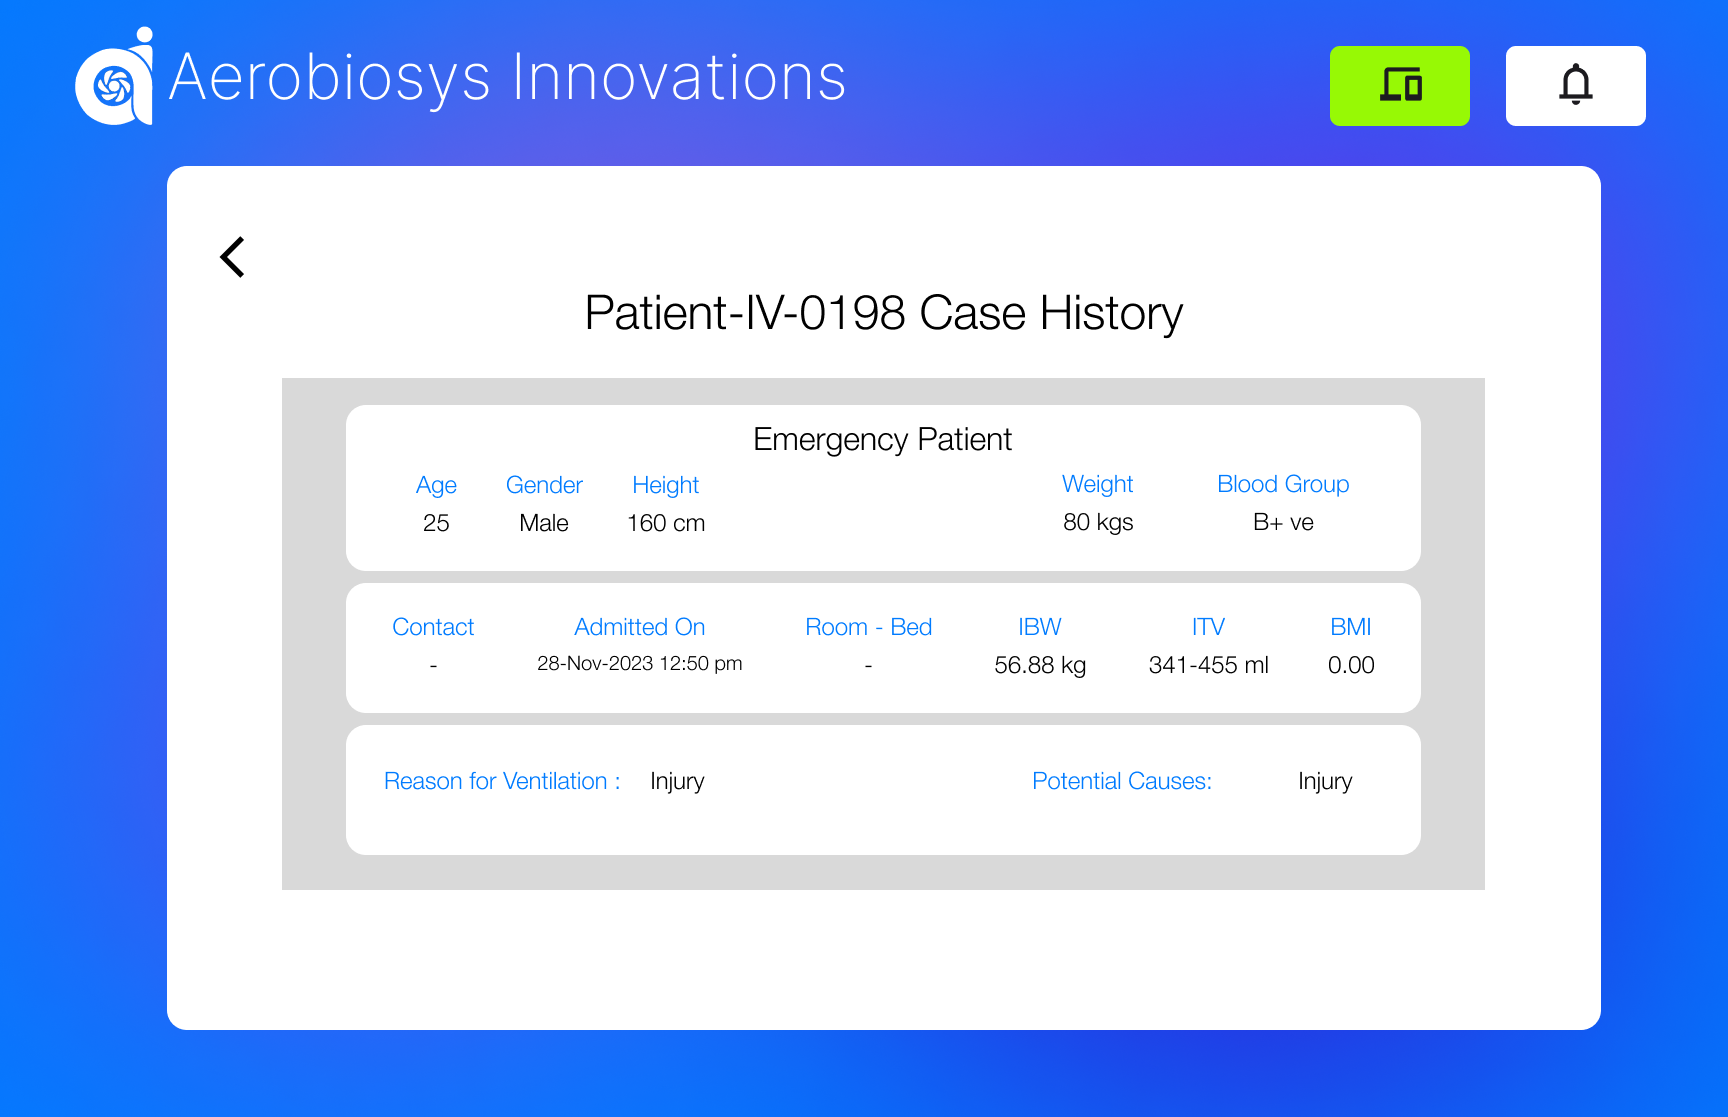 Aerobiosys Innovations
Patient-IV-0198 Case History
Emergency Patient
Age Gender Height Weight Blood Group
25 Male 160 cm 80 kgs B+ ve
Contact Admitted On Room - Bed IBW ITV BMI
- 28-Nov-2023 12:50 pm - 56.88 kg 341-455 ml 0.00
Reason for Ventilation : Injury Potential Causes: Injury